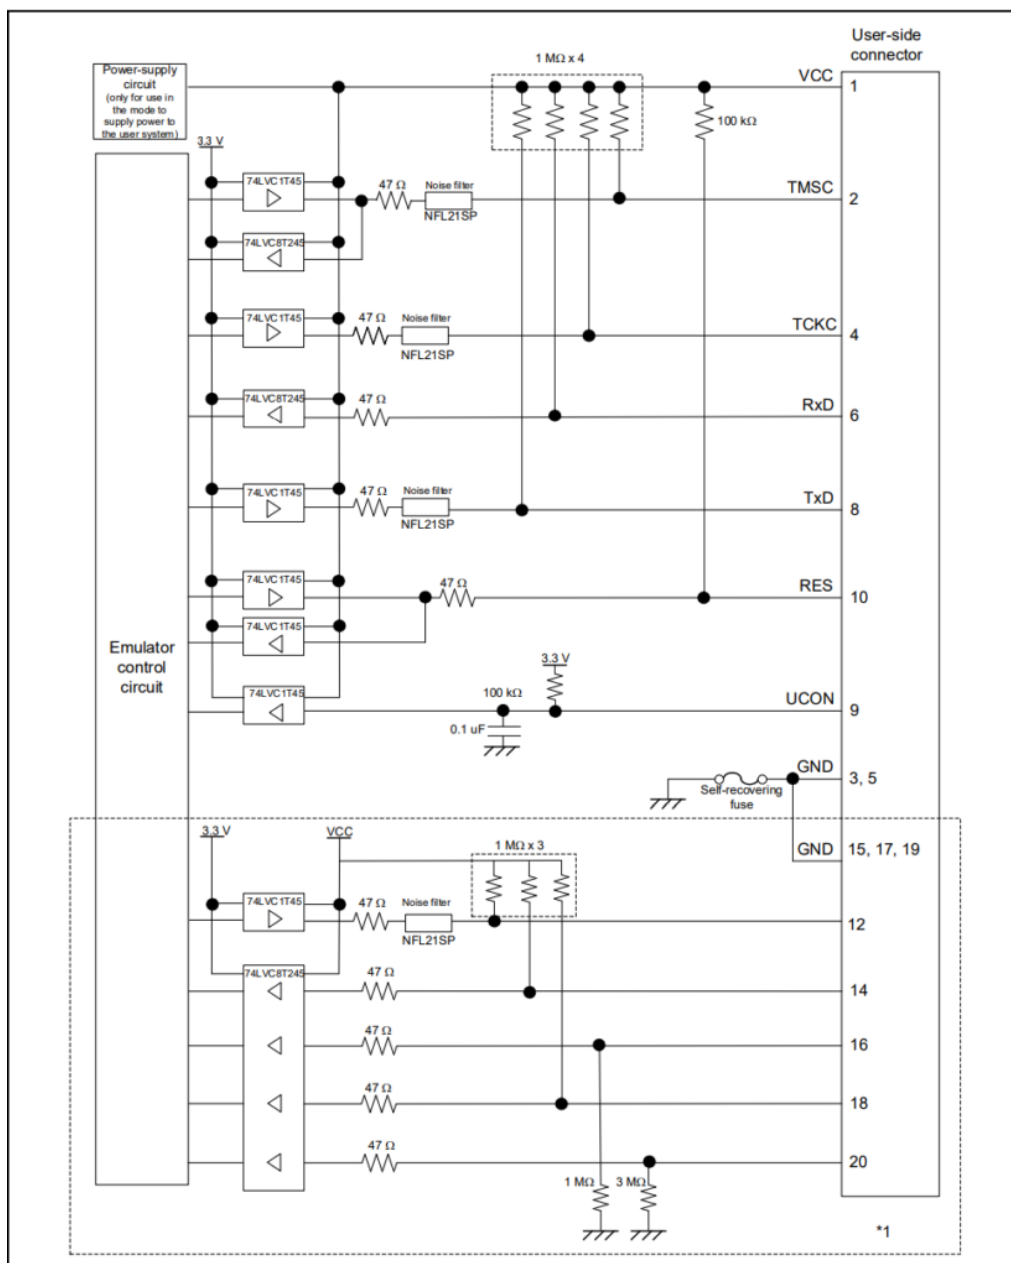 User-side
connector
Power-supply
circuit
(only for use in
the mode to
supply power to
the user system)
1 MΩ x 4
VCC
1
100 kΩ
3.3 V
74LVC1T45
47 Ω
Noise filter
NFL21SP
TMSC
2
74LVC8T245
74LVC1T45
47 Ω
Noise filter
NFL21SP
TCKC
4
74LVC8T245
47 Ω
RxD
6
74LVC1T45
47 Ω
Noise filter
NFL21SP
TxD
8
74LVC1T45
47 Ω
RES
10
74LVC1T45
Emulator
control
circuit
3.3 V
74LVC1T45
100 kΩ
UCON
9
0.1 uF
GND
3, 5
Self-recovering
fuse
3.3 V
VCC
1 MΩ x 3
GND
15, 17, 19
74LVC1T45
47 Ω
Noise filter
NFL21SP
12
74LVC8T245
47 Ω
14
47 Ω
16
47 Ω
18
47 Ω
20
1 MΩ
3 MΩ
*1